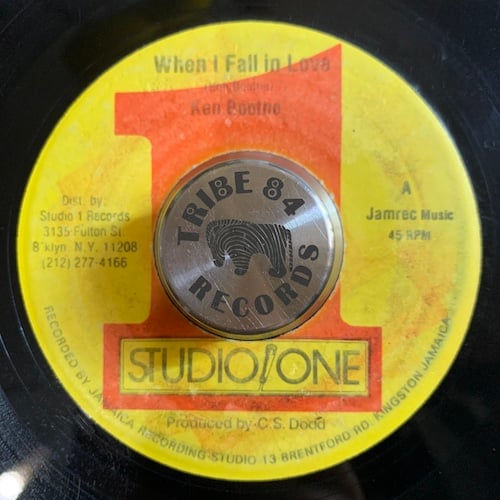 When I Fall in Love
Ken Boothe
Dist. by:
Studio 1 Records
3135 Fulton St.
B'klyn, N.Y. 11208
(212) 277-4166
A
Jamrec Music
45 RPM
TRIBE 84
RECORDS
STUDIO ONE
Produced by C.S. Dodd
RECORDED BY JAMAICA RECORDING STUDIO 13 BRENTFORD RD. KINGSTON JAMAICA